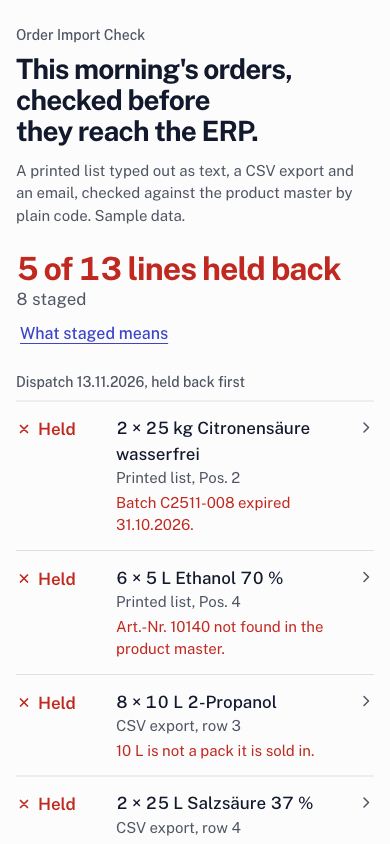 Order Import Check
This morning's orders,
checked before
they reach the ERP.
A printed list typed out as text, a CSV export and
an email, checked against the product master by
plain code. Sample data.
5 of 13 lines held back
8 staged
What staged means
Dispatch 13.11.2026, held back first
× Held
2 × 25 kg Citronensäure
wasserfrei
Printed list, Pos. 2
Batch C2511-008 expired
31.10.2026.
× Held
6 × 5 L Ethanol 70 %
Printed list, Pos. 4
Art.-Nr. 10140 not found in the
product master.
× Held
8 × 10 L 2-Propanol
CSV export, row 3
10 L is not a pack it is sold in.
× Held
2 × 25 L Salzsäure 37 %
CSV export, row 4